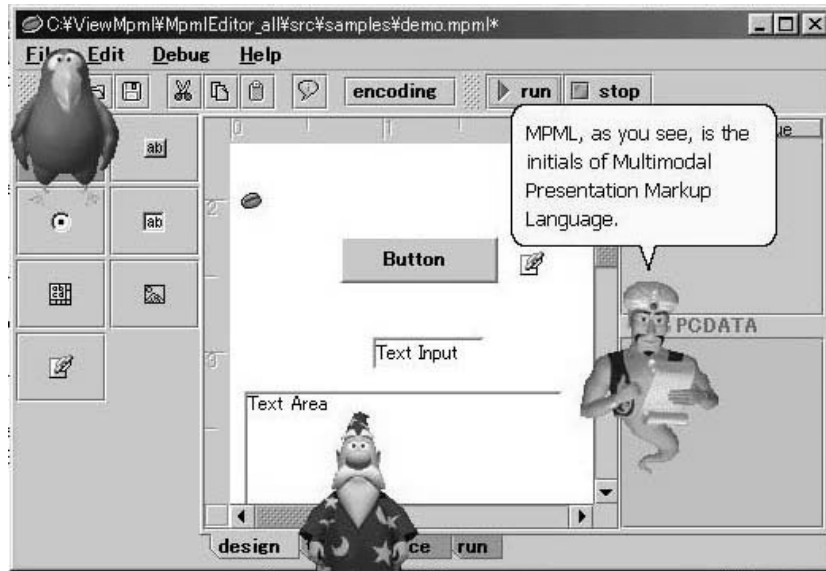 C:¥ViewMpml¥MpmlEditor_all¥src¥samples¥demo.mpml*
Edit Debug Help
encoding run stop
MPML, as you see, is the
initials of Multimodal
Presentation Markup
Language.
ab
ab
Button
PCDATA
Text Input
Text Area
design run